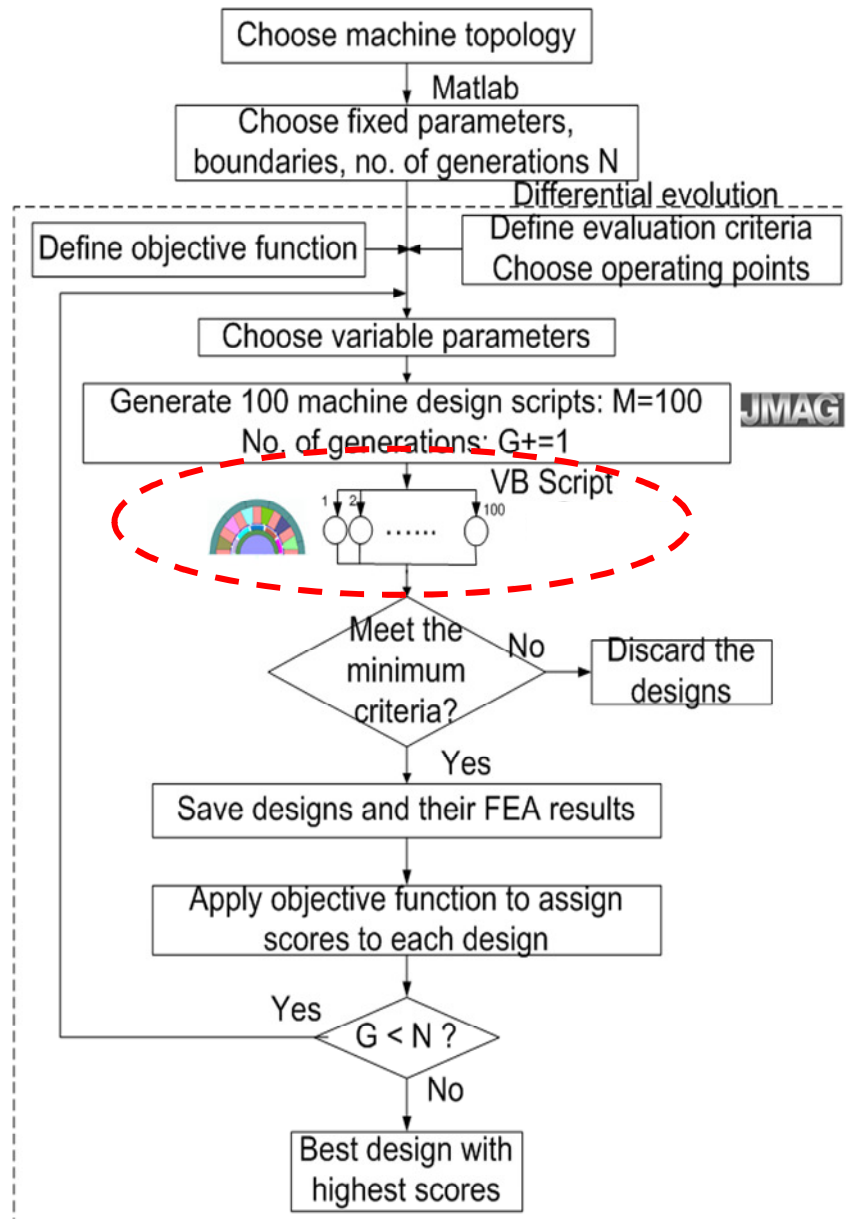 Choose machine topology
Matlab
Choose fixed parameters,
boundaries, no. of generations N
Differential evolution
Define objective function
Define evaluation criteria
Choose operating points
Choose variable parameters
Generate 100 machine design scripts: M=100
No. of generations: G+=1
JMAG
VB Script
1 2 ...... 100
Meet the
minimum
criteria?
No
Discard the
designs
Yes
Save designs and their FEA results
Apply objective function to assign
scores to each design
Yes
G < N ?
No
Best design with
highest scores